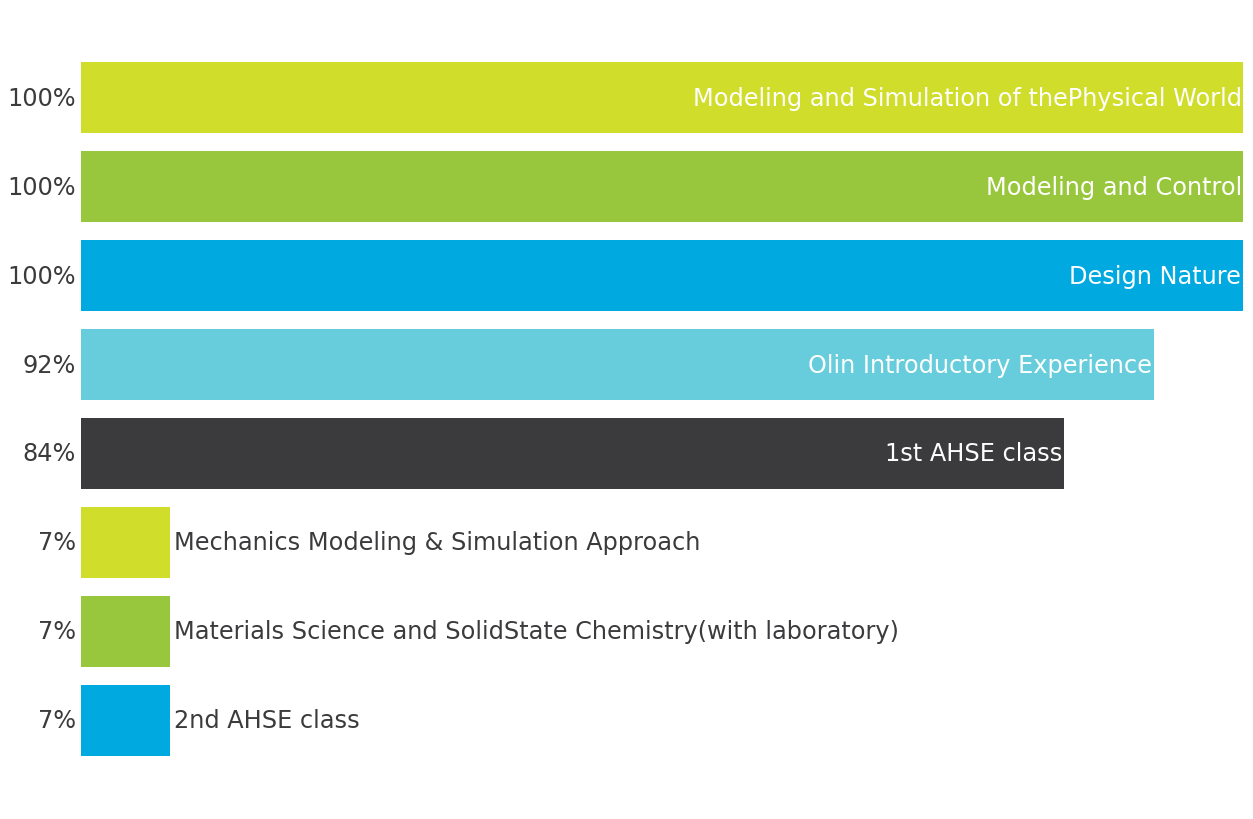 100% Modeling and Simulation of thePhysical World
100% Modeling and Control
100% Design Nature
92% Olin Introductory Experience
84% 1st AHSE class
7% Mechanics Modeling & Simulation Approach
7% Materials Science and SolidState Chemistry(with laboratory)
7% 2nd AHSE class